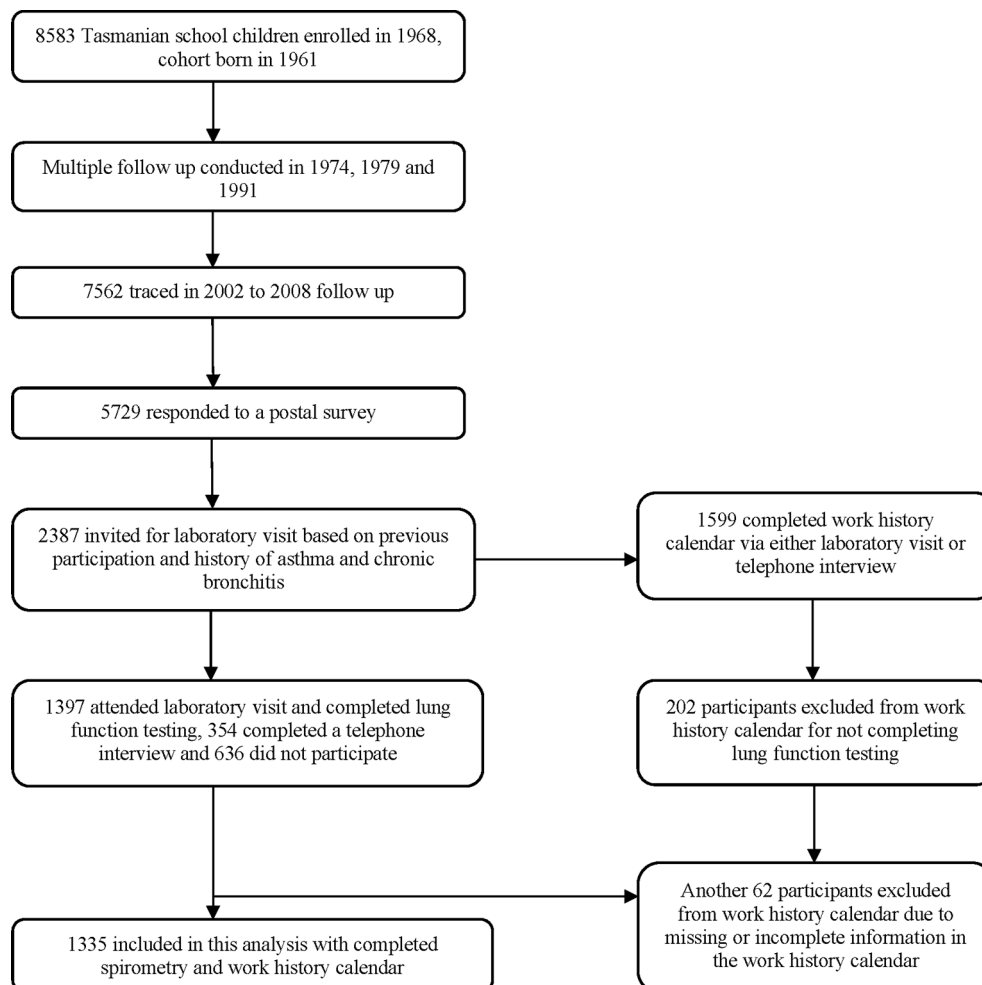 8583 Tasmanian school children enrolled in 1968,
cohort born in 1961
Multiple follow up conducted in 1974, 1979 and
1991
7562 traced in 2002 to 2008 follow up
5729 responded to a postal survey
2387 invited for laboratory visit based on previous
participation and history of asthma and chronic
bronchitis
1599 completed work history
calendar via either laboratory visit or
telephone interview
1397 attended laboratory visit and completed lung
function testing, 354 completed a telephone
interview and 636 did not participate
202 participants excluded from work
history calendar for not completing
lung function testing
Another 62 participants excluded
from work history calendar due to
missing or incomplete information in
the work history calendar
1335 included in this analysis with completed
spirometry and work history calendar